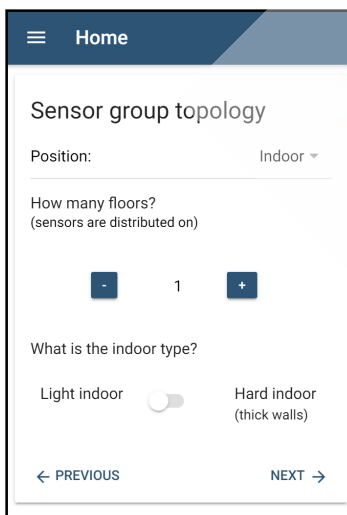 Home
Sensor group topology
Position: Indoor
How many floors?
(sensors are distributed on)
- 1 +
What is the indoor type?
Light indoor Hard indoor
(thick walls)
← PREVIOUS NEXT →